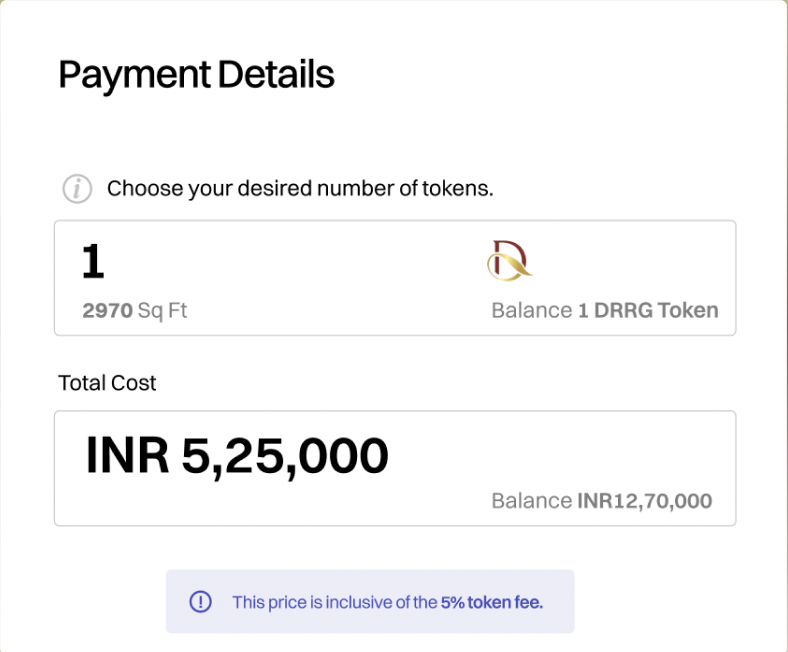 Payment Details
Choose your desired number of tokens.
1
2970 Sq Ft
Balance 1 DRRG Token
Total Cost
INR 5,25,000
Balance INR12,70,000
This price is inclusive of the 5% token fee.